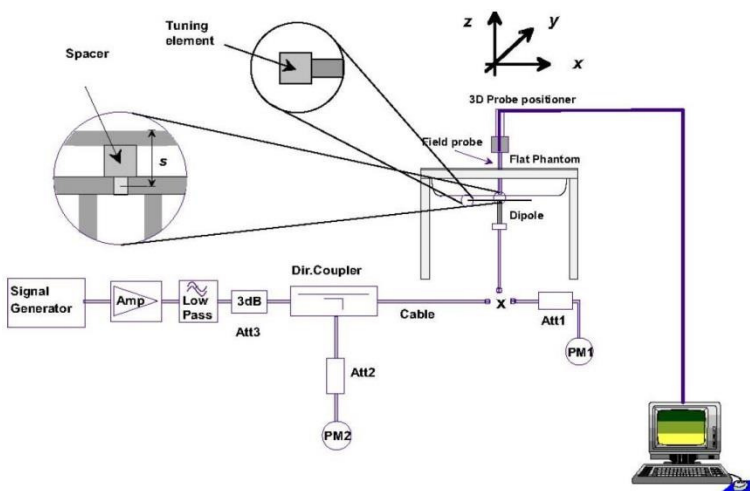 Tuning
element
z
y
x
Spacer
3D Probe positioner
Field probe
Flat Phantom
s
Dipole
Dir.Coupler
Signal
Generator
Amp
Low
Pass
3dB
Att3
Cable
x
Att1
PM1
Att2
PM2